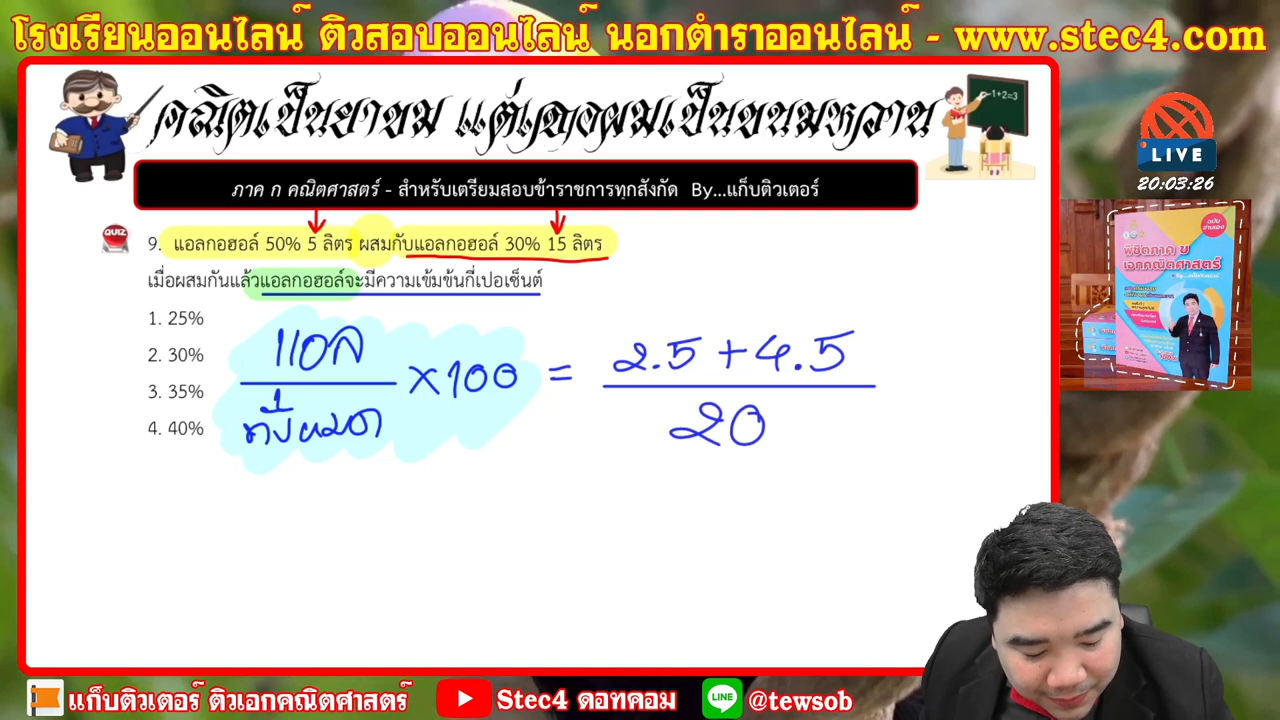 โรงเรียนออนไลน์ ติวสอบออนไลน์ นอกตำราออนไลน์ - www.stec4.com
คณิตเป็นยาขม แต่เธอผมเป็นขนมหวาน
-1+2=3
LIVE
20:03:26
ภาค ก คณิตศาสตร์ - สำหรับเตรียมสอบข้าราชการทุกสังกัด By...แก็บติวเตอร์
QUIZ
9. แอลกอฮอล์ 50% 5 ลิตร ผสมกับแอลกอฮอล์ 30% 15 ลิตร
เมื่อผสมกันแล้วแอลกอฮอล์จะมีความเข้มข้นกี่เปอเซ็นต์
1. 25%
2. 30%
3. 35%
4. 40%
แอล
ทั้งหมด
×100 =
2.5+4.5
20
พิชิตภาค ข
เอกคณิตศาสตร์
แก็บติวเตอร์ ติวเอกคณิตศาสตร์
Stec4 ดอทคอม
LINE
@tewsob